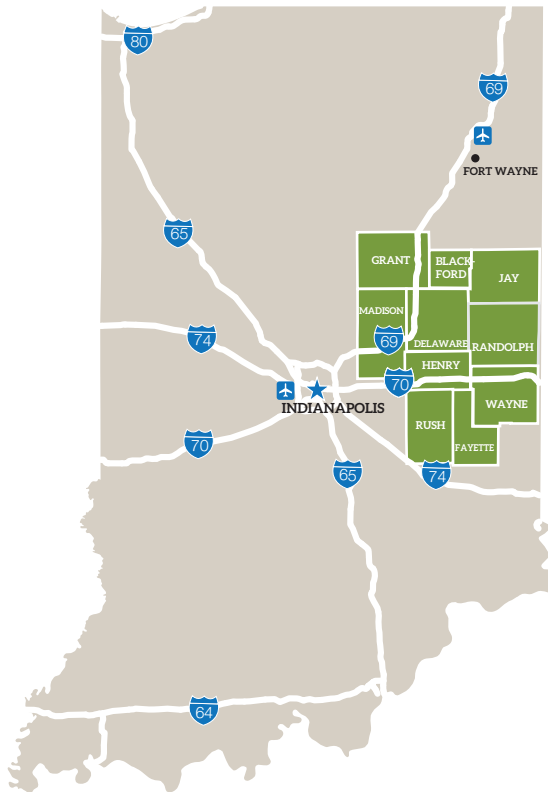 80
69
FORT WAYNE
65
GRANT
BLACK-
FORD
JAY
MADISON
74
69
DELAWARE
RANDOLPH
HENRY
70
INDIANAPOLIS
WAYNE
RUSH
70
FAYETTE
65
74
64